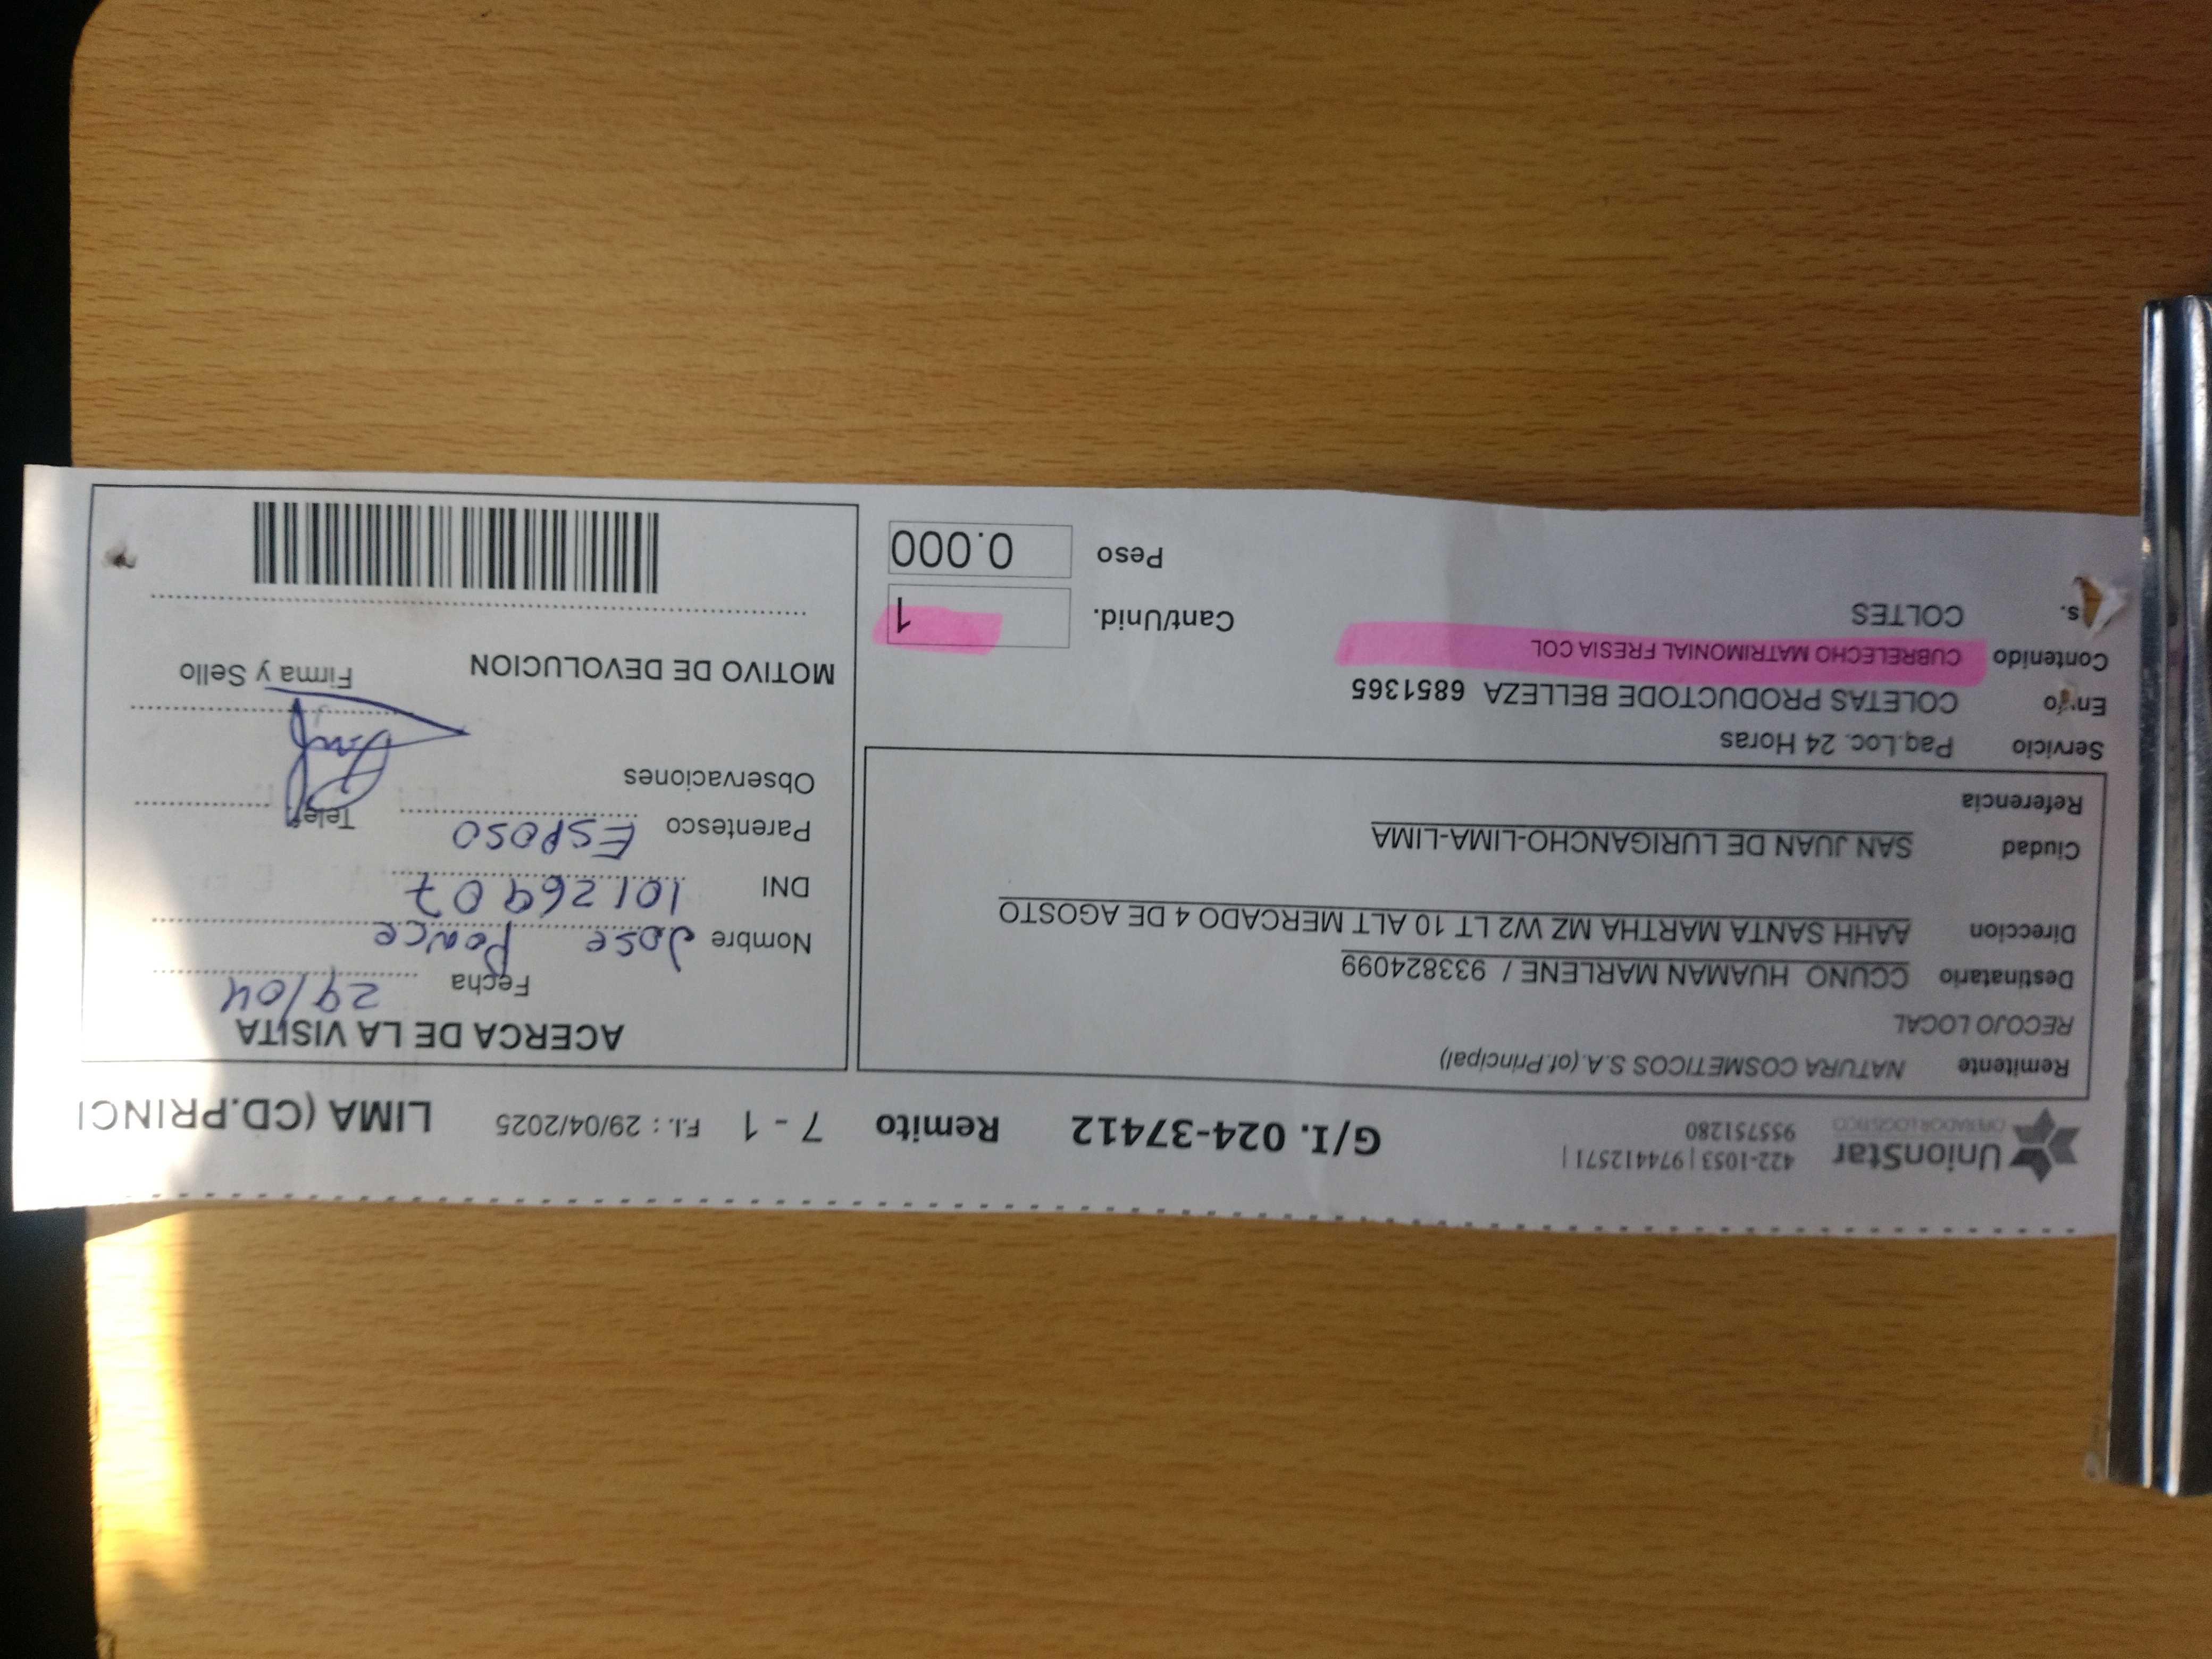 UnionStar
OPERADOR LOGISTICO
422-1053 | 974412571 |
955751280
G/I. 024-37412
Remito 7 - 1 F.I. : 29/04/2025 LIMA (CD.PRINCI
Remitente NATURA COSMETICOS S.A.(of.Principal)
RECOJO LOCAL
Destinatario CCUNO HUAMAN MARLENE / 933824099
Direccion AAHH SANTA MARTHA MZ W2 LT 10 ALT MERCADO 4 DE AGOSTO
Ciudad SAN JUAN DE LURIGANCHO-LIMA-LIMA
Referencia
Servicio Paq.Loc. 24 Horas
Envio COLETAS PRODUCTODE BELLEZA 6851365
Contenido CUBRELECHO MATRIMONIAL FRESIA COL
s. COLTES
Cant/Unid. 1
Peso 0.000
ACERCA DE LA VISITA
Fecha 29/04
Nombre Jose Ponce
DNI 10126907
Parentesco ESPOSO Telef.
Observaciones
MOTIVO DE DEVOLUCION Firma y Sello